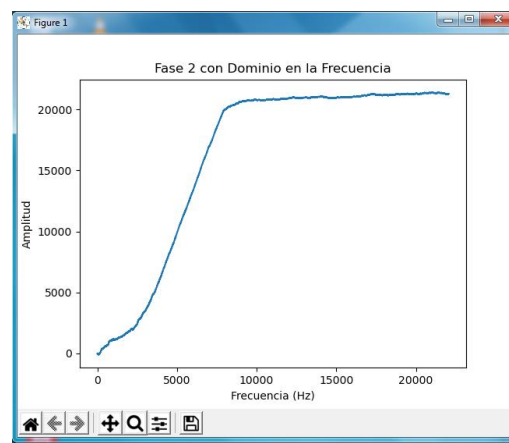 Figure 1
Fase 2 con Dominio en la Frecuencia
20000
15000
10000
5000
0
Amplitud
0 5000 10000 15000 20000
Frecuencia (Hz)